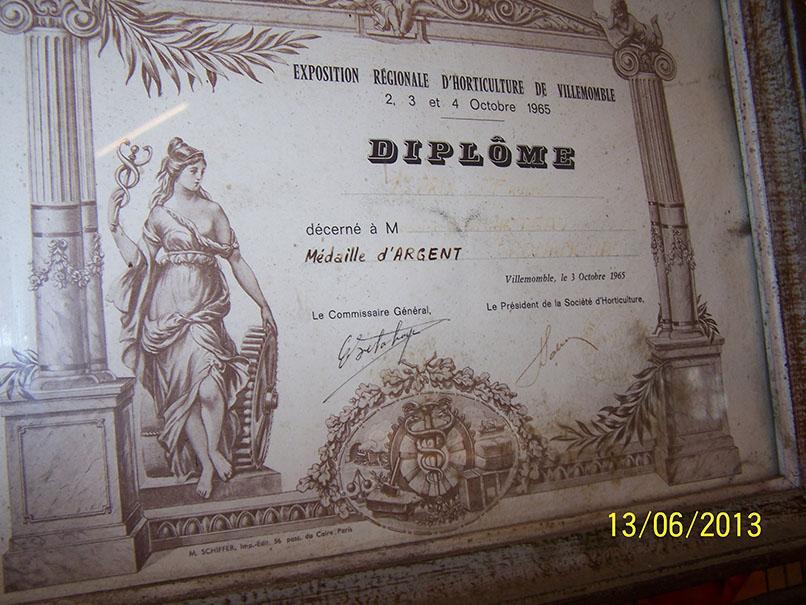 EXPOSITION RÉGIONALE D'HORTICULTURE DE VILLEMOMBLE
2, 3 et 4 Octobre 1965
DIPLÔME
décerné à M
Médaille d'ARGENT
Villemomble, le 3 Octobre 1965
Le Commissaire Général,
Le Président de la Société d'Horticulture,
M. SCHIFFER, Imp.-Édit. 56 pass. du Caire Paris
13/06/2013